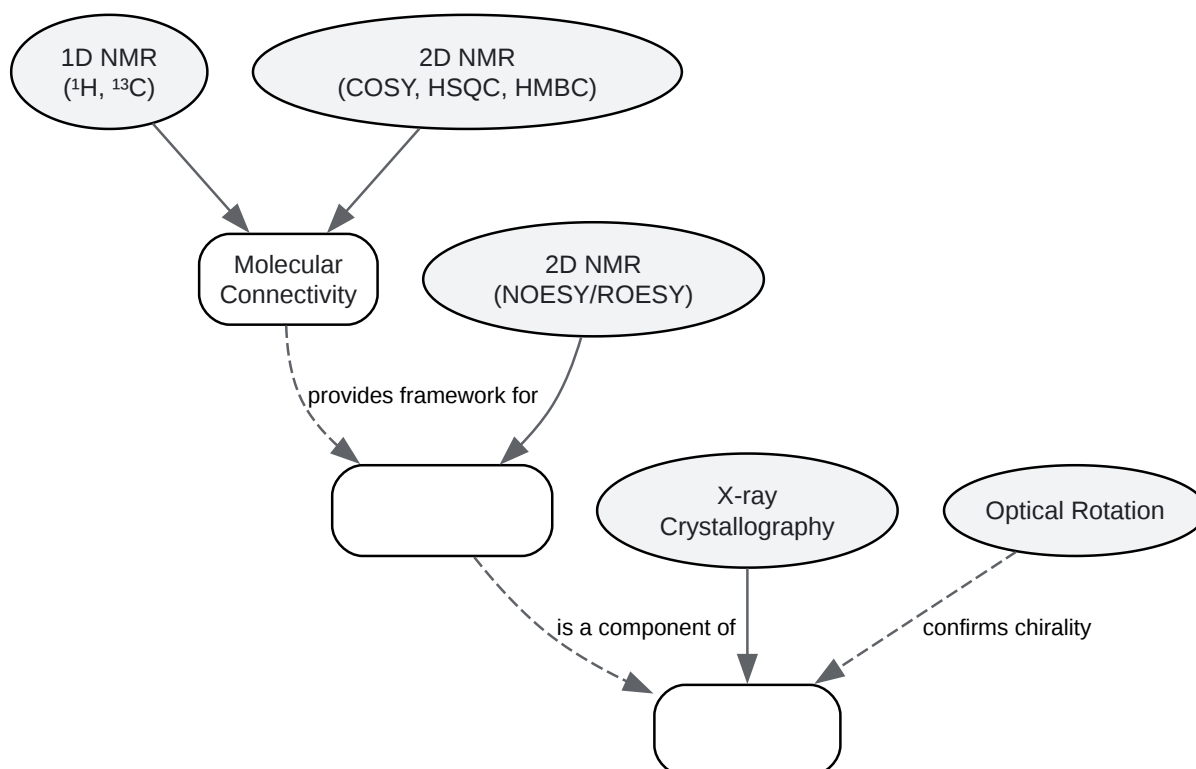 1D NMR
(¹H, ¹³C)
2D NMR
(COSY, HSQC, HMBC)
Molecular
Connectivity
2D NMR
(NOESY/ROESY)
provides framework for
X-ray
Crystallography
Optical Rotation
is a component of
confirms chirality